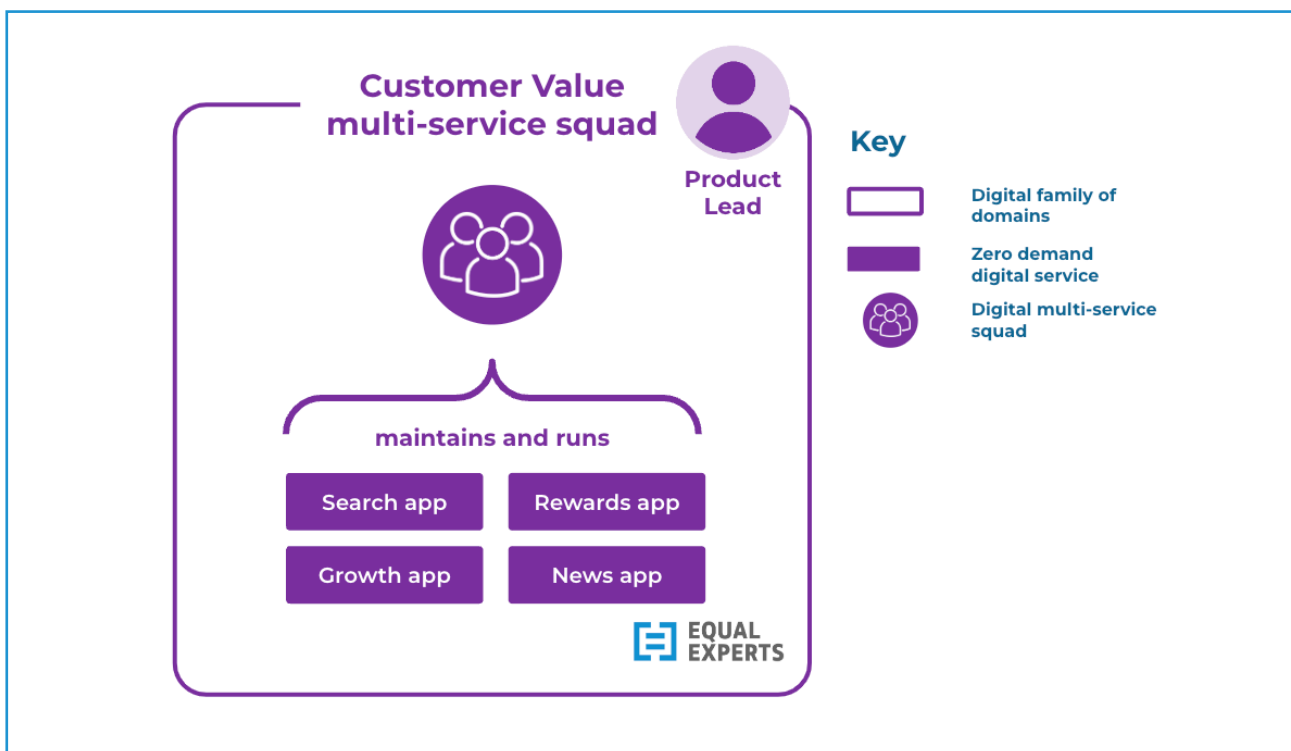 Customer Value
multi-service squad
Product
Lead
maintains and runs
Search app
Rewards app
Growth app
News app
EQUAL
EXPERTS
Key
Digital family of
domains
Zero demand
digital service
Digital multi-service
squad